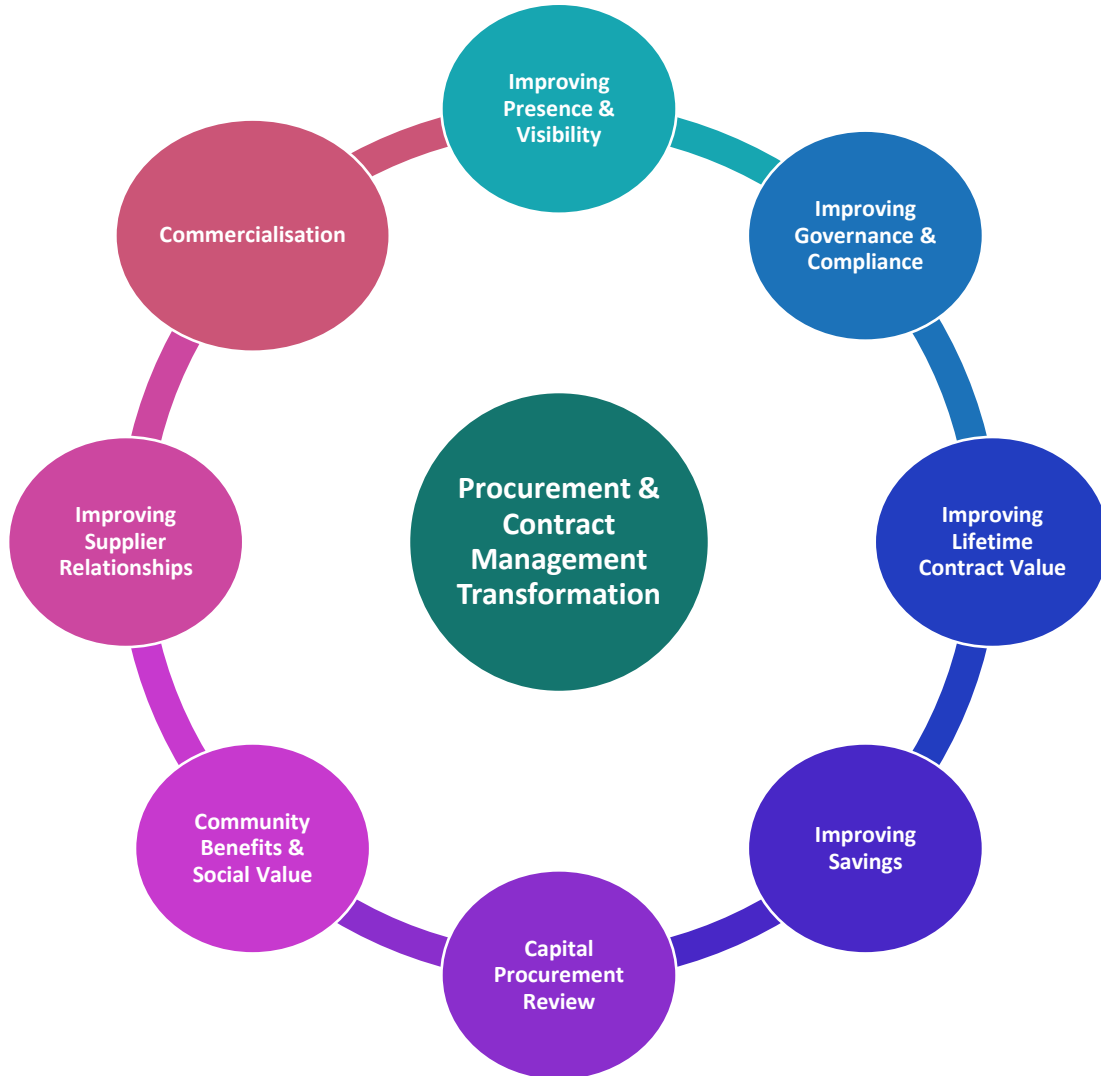 Improving
Presence &
Visibility
Improving
Governance &
Compliance
Improving
Lifetime
Contract Value
Improving
Savings
Capital
Procurement
Review
Community
Benefits &
Social Value
Improving
Supplier
Relationships
Commercialisation
Procurement &
Contract
Management
Transformation